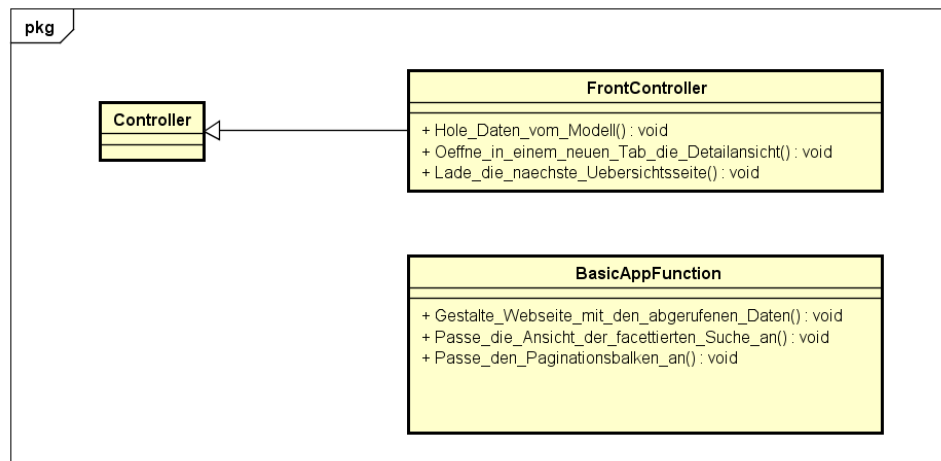 pkg
Controller
FrontController
+ Hole_Daten_vom_Modell() : void
+ Oeffne_in_einem_neuen_Tab_die_Detailansicht() : void
+ Lade_die_naechste_Uebersichtsseite() : void
BasicAppFunction
+ Gestalte_Webseite_mit_den_abgerufenen_Daten() : void
+ Passe_die_Ansicht_der_facettierten_Suche_an() : void
+ Passe_den_Paginationsbalken_an() : void